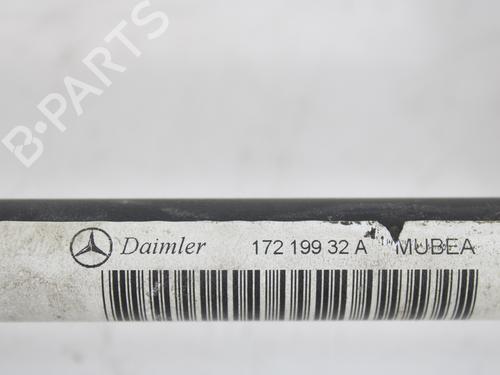 B-PARTS
Daimler 172 199 32 A MUBEA